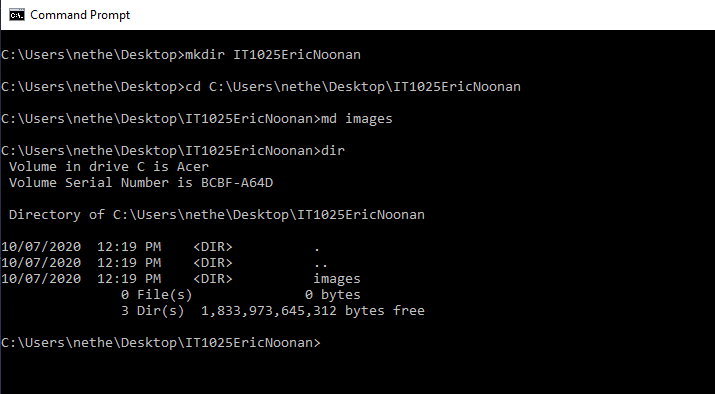 Command Prompt
C:\Users\nethe\Desktop>mkdir IT1025EricNoonan
C:\Users\nethe\Desktop>cd C:\Users\nethe\Desktop\IT1025EricNoonan
C:\Users\nethe\Desktop\IT1025EricNoonan>md images
C:\Users\nethe\Desktop\IT1025EricNoonan>dir
 Volume in drive C is Acer
 Volume Serial Number is BCBF-A64D
 Directory of C:\Users\nethe\Desktop\IT1025EricNoonan
10/07/2020  12:19 PM    <DIR>          .
10/07/2020  12:19 PM    <DIR>          ..
10/07/2020  12:19 PM    <DIR>          images
               0 File(s)              0 bytes
               3 Dir(s)  1,833,973,645,312 bytes free
C:\Users\nethe\Desktop\IT1025EricNoonan>